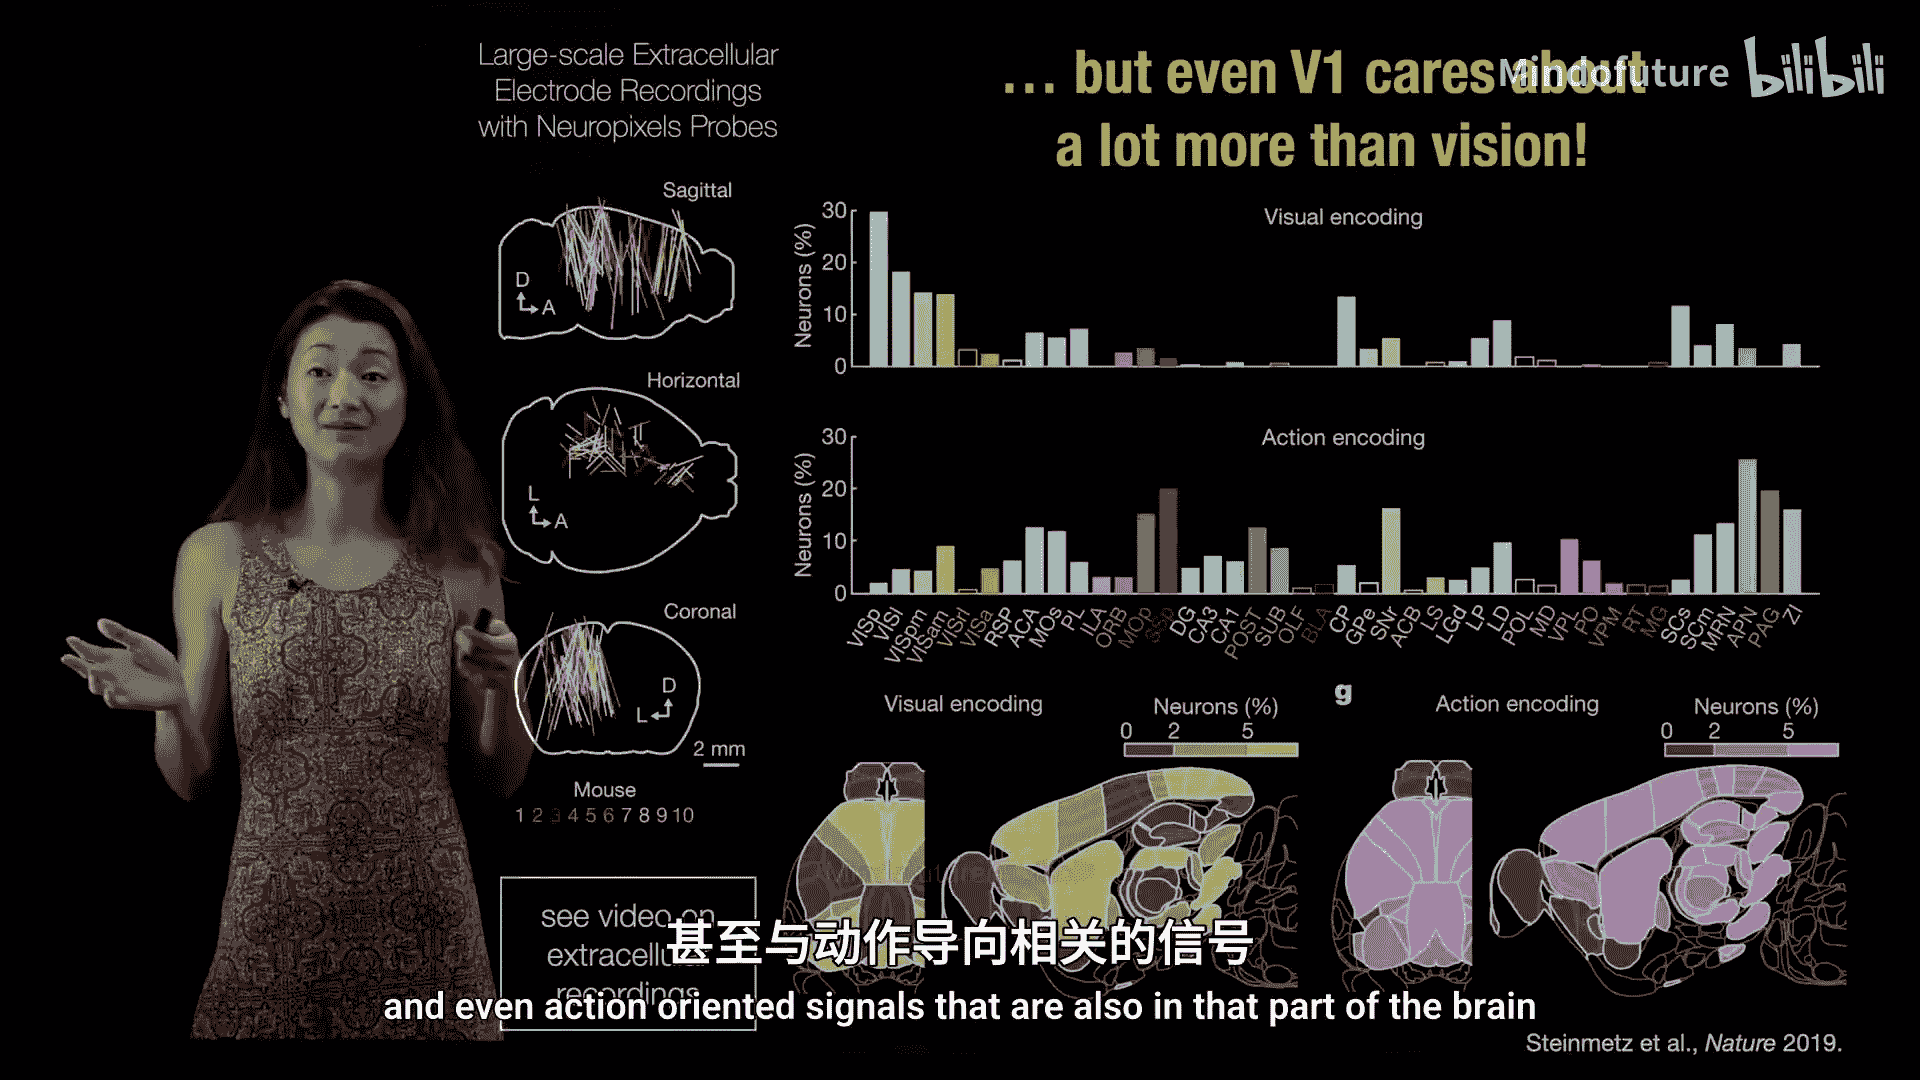 Large-scale Extracellular
Electrode Recordings
with Neuropixels Probes
… but even V1 cares about
a lot more than vision!
Mindofuture bilibili
Sagittal
D
A
Horizontal
L
A
Coronal
D
L
2 mm
Mouse
1 2 3 4 5 6 7 8 9 10
see video on
extracellular
recordings
Visual encoding
Neurons (%)
30
20
10
0
Action encoding
Neurons (%)
30
20
10
0
VISp VISl VISpm VISam VISrl VISa RSP ACA MOs PL ILA ORB MOp SSp DG CA3 CA1 POST SUB OLF BLA CP GPe SNr ACB LS LGd LP LD POL MD VPL PO VPM RT MG SCs SCm MRN APN PAG ZI
Visual encoding
Neurons (%)
0 2 5
g
Action encoding
Neurons (%)
0 2 5
甚至与动作导向相关的信号
and even action oriented signals that are also in that part of the brain
Steinmetz et al., Nature 2019.